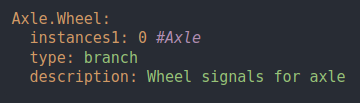 Axle.Wheel:
  instances1: 0 #Axle
  type: branch
  description: Wheel signals for axle